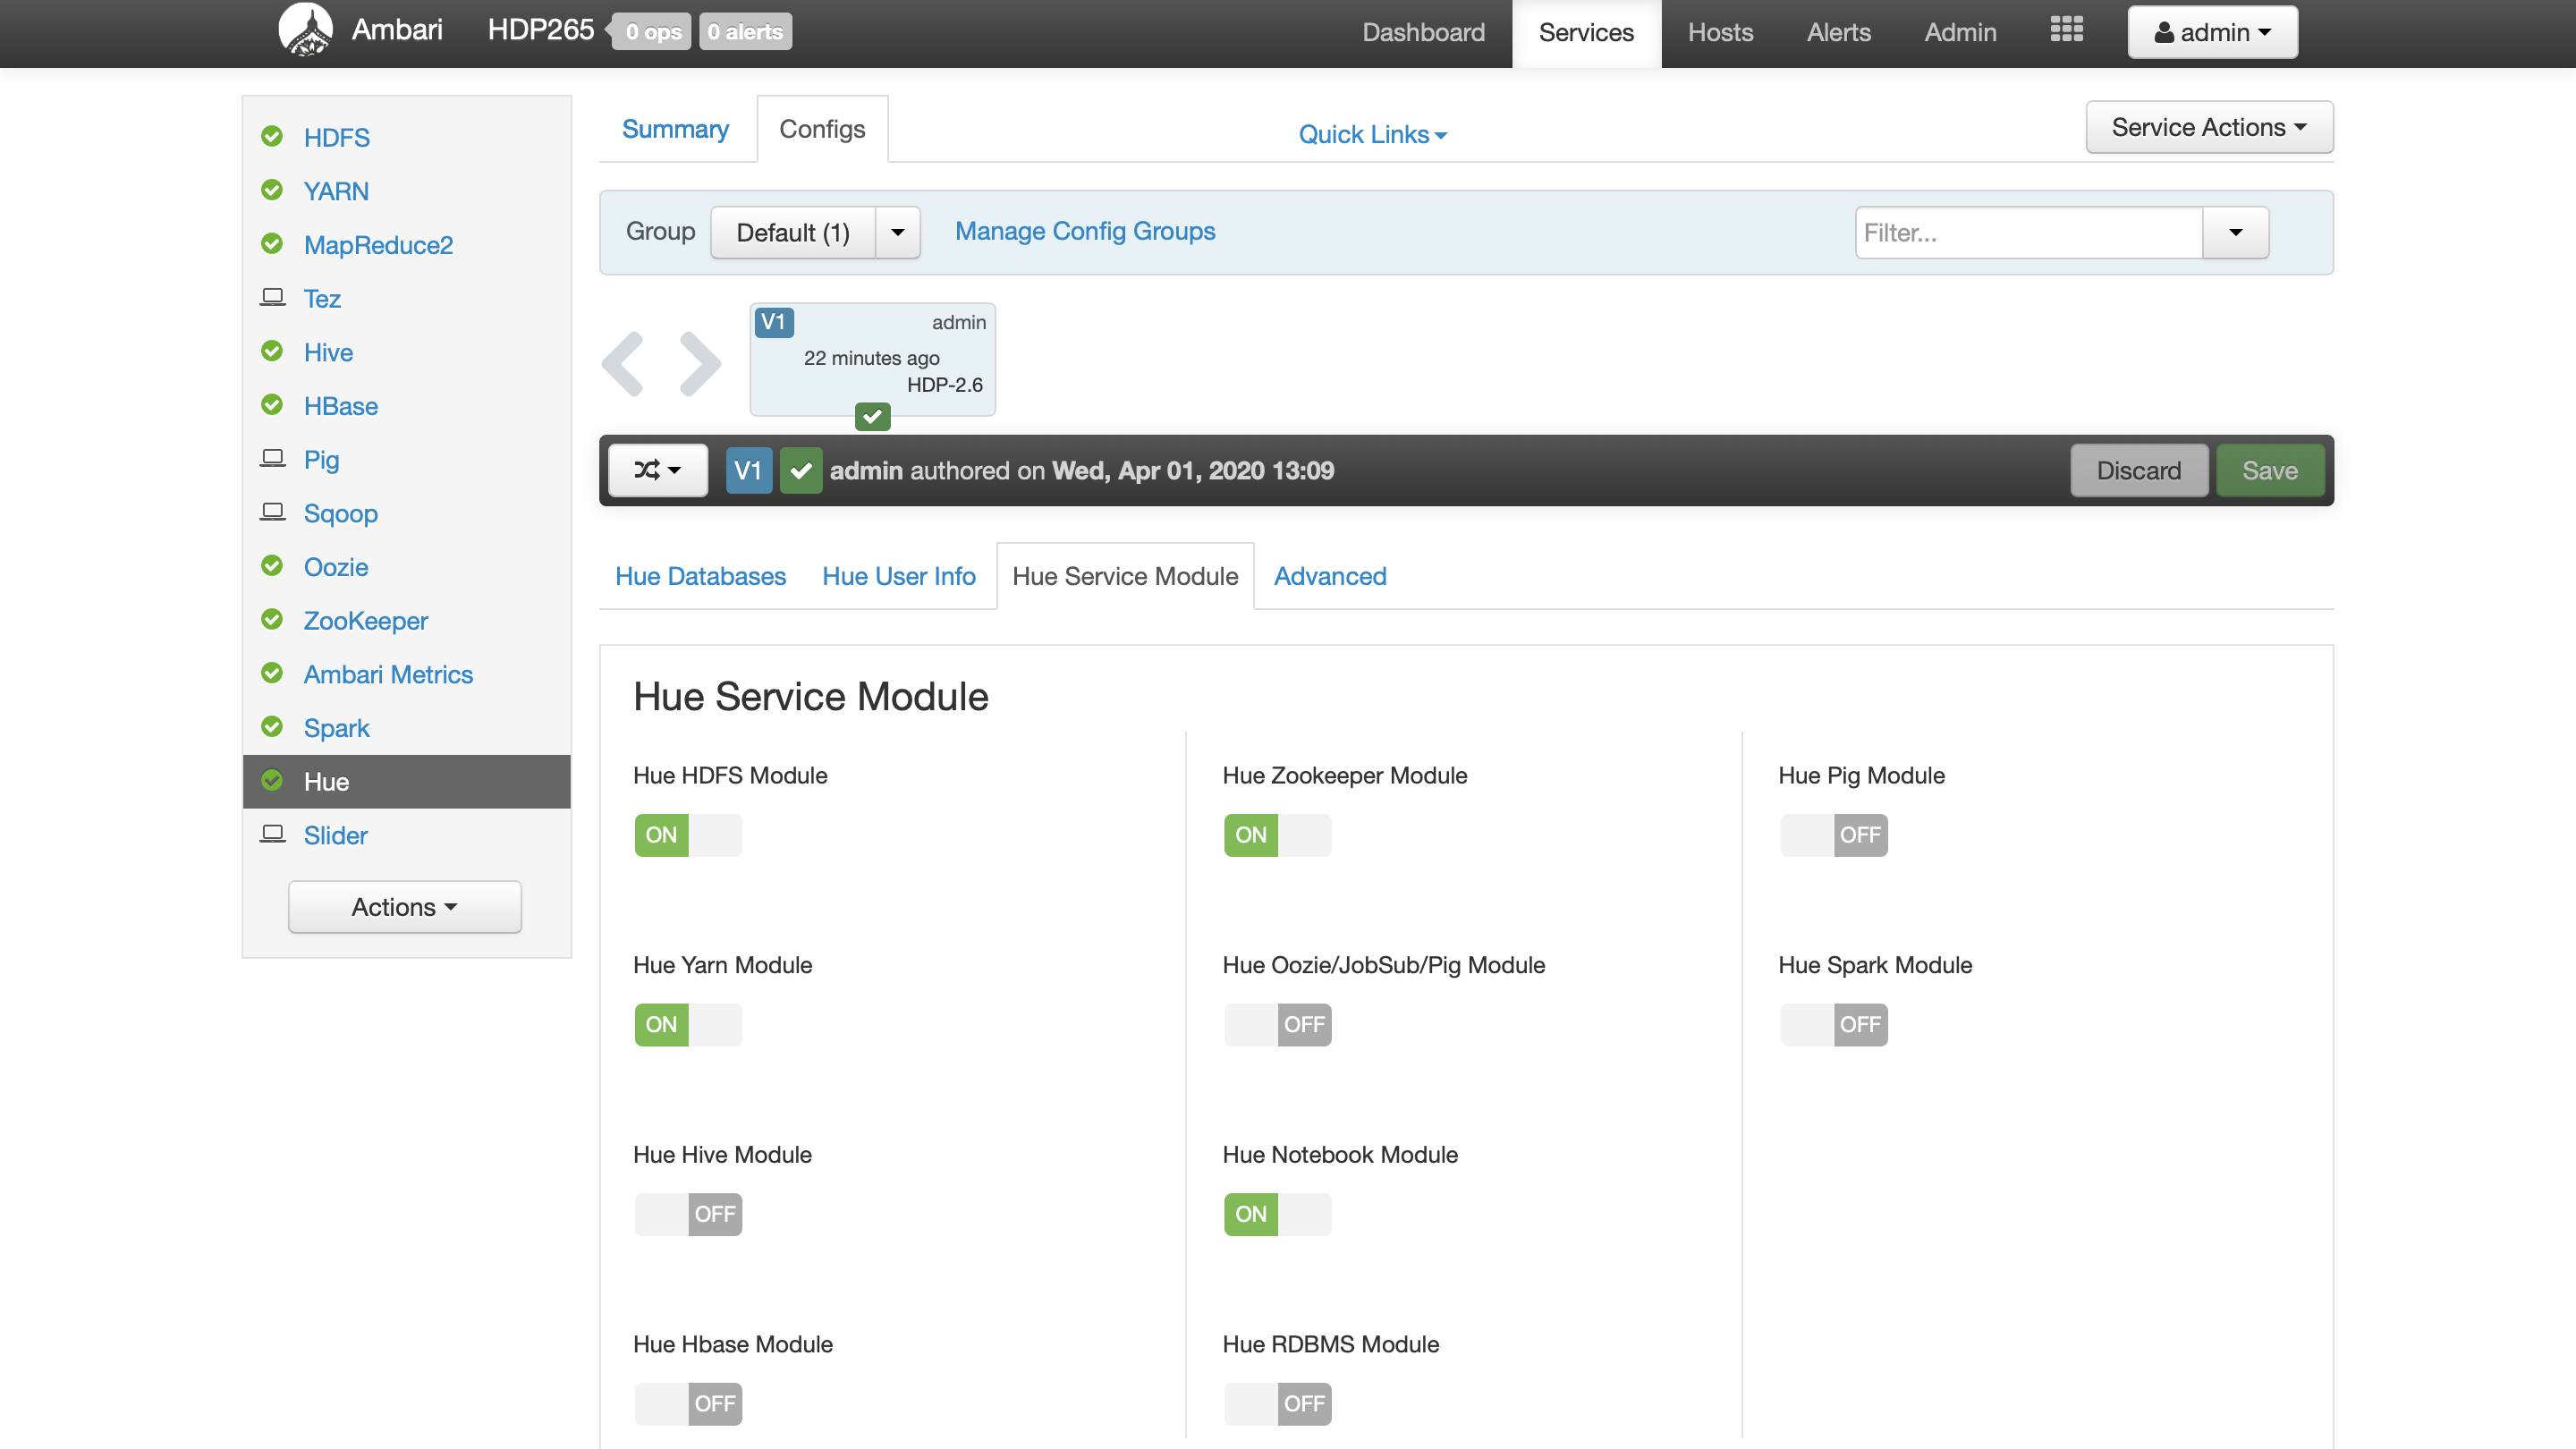 Ambari HDP265 0 ops 0 alerts Dashboard Services Hosts Alerts Admin admin
HDFS
YARN
MapReduce2
Tez
Hive
HBase
Pig
Sqoop
Oozie
ZooKeeper
Ambari Metrics
Spark
Hue
Slider
Actions
Summary Configs Quick Links Service Actions
Group Default (1) Manage Config Groups Filter...
V1 admin
22 minutes ago
HDP-2.6
V1 admin authored on Wed, Apr 01, 2020 13:09 Discard Save
Hue Databases Hue User Info Hue Service Module Advanced
Hue Service Module
Hue HDFS Module Hue Zookeeper Module Hue Pig Module
ON ON OFF
Hue Yarn Module Hue Oozie/JobSub/Pig Module Hue Spark Module
ON OFF OFF
Hue Hive Module Hue Notebook Module
OFF ON
Hue Hbase Module Hue RDBMS Module
OFF OFF